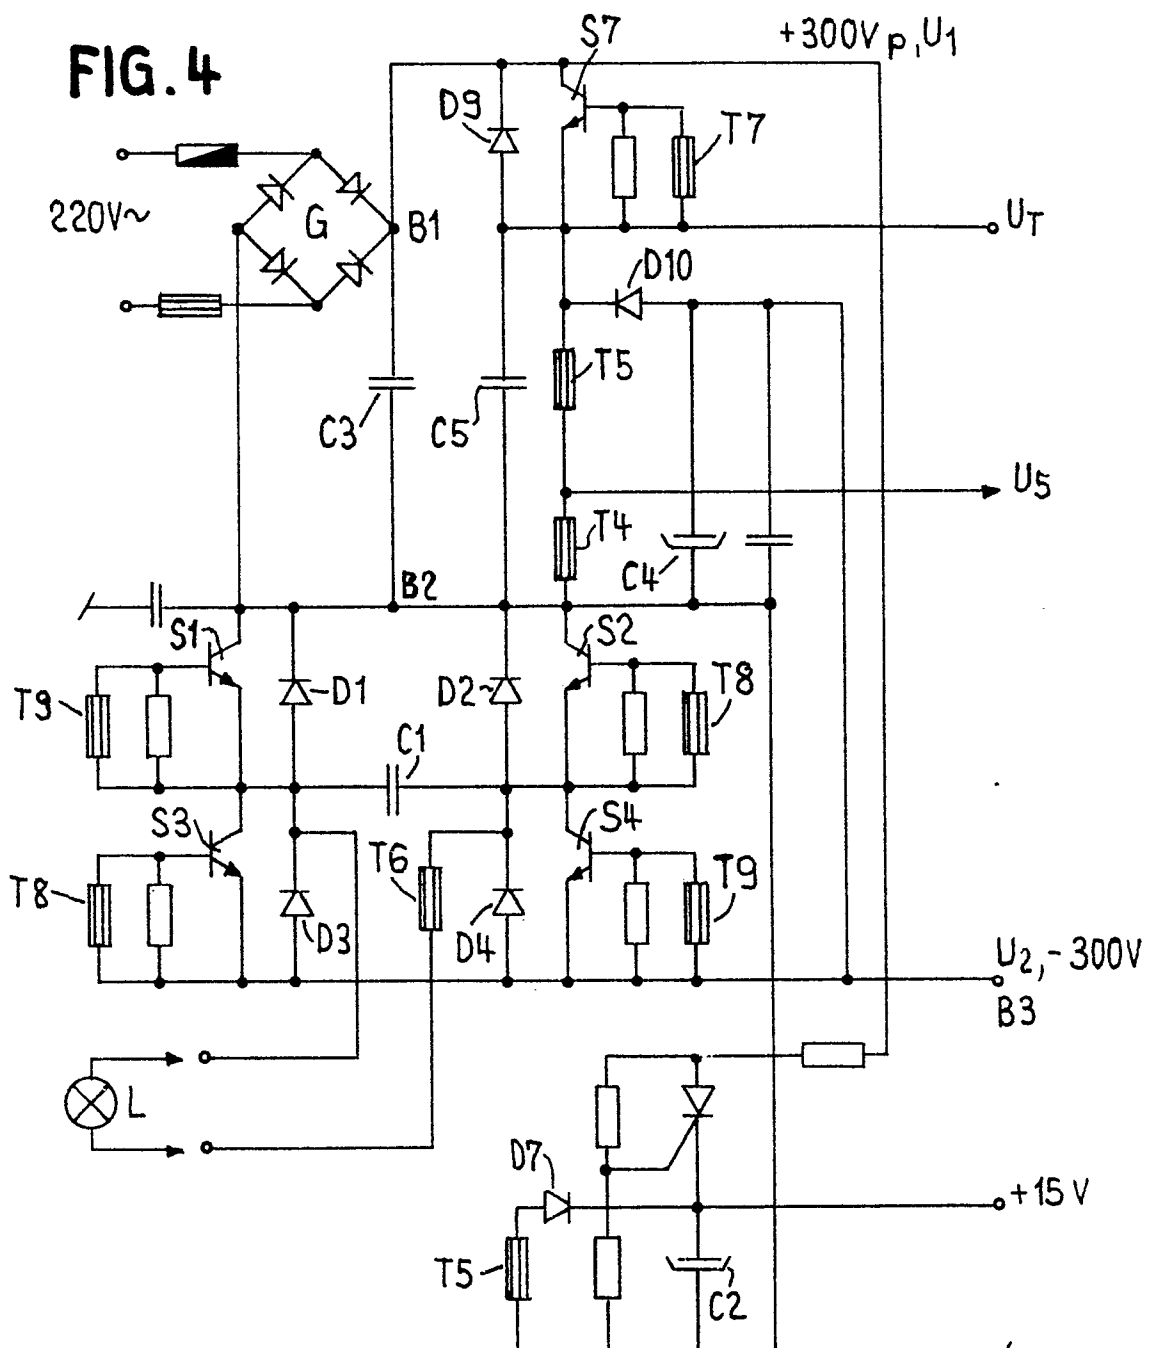 FIG. 4
S7
+300V p, U1
D9
T7
220V~
G
B1
UT
D10
T5
C3
C5
U5
T4
C4
B2
S1
S2
T9
D1
D2
T8
C1
S3
S4
T8
T6
T9
D3
D4
U2, - 300V
B3
L
D7
+15V
T5
C2